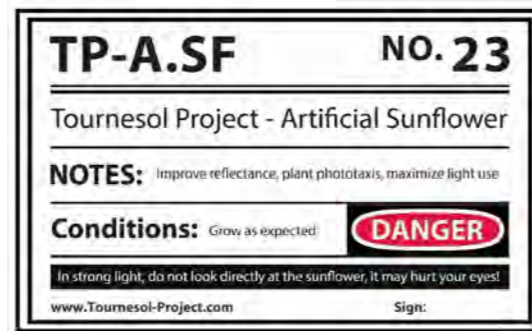 TP-A.SF NO. 23
Tournesol Project - Artificial Sunflower
NOTES: Improve reflectance, plant phototaxis, maximize light use
Conditions: Grow as expected DANGER
In strong light, do not look directly at the sunflower, it may hurt your eyes!
www.Tournesol-Project.com Sign: